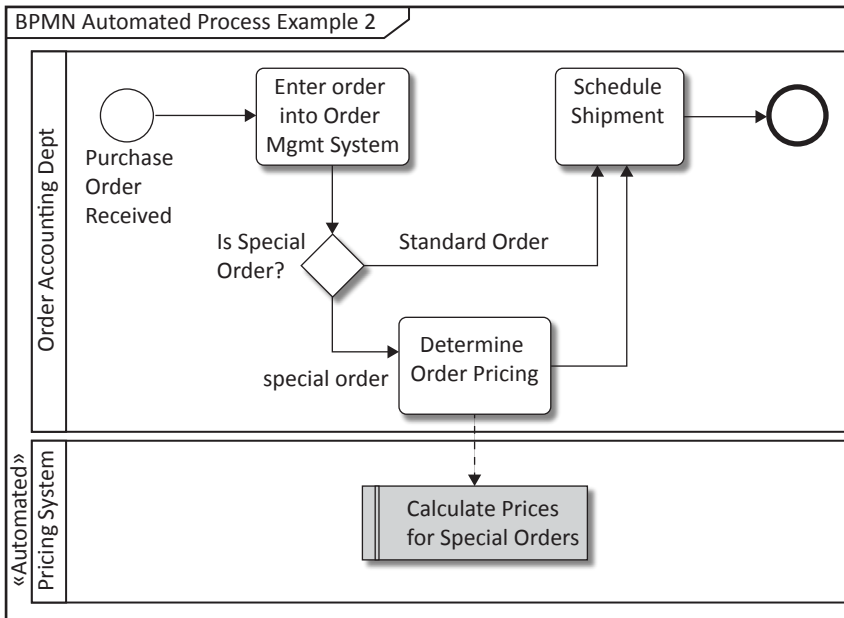 BPMN Automated Process Example 2
Order Accounting Dept
Enter order
into Order
Mgmt System
Schedule
Shipment
Purchase
Order
Received
Is Special
Order?
Standard Order
special order
Determine
Order Pricing
«Automated»
Pricing System
Calculate Prices
for Special Orders